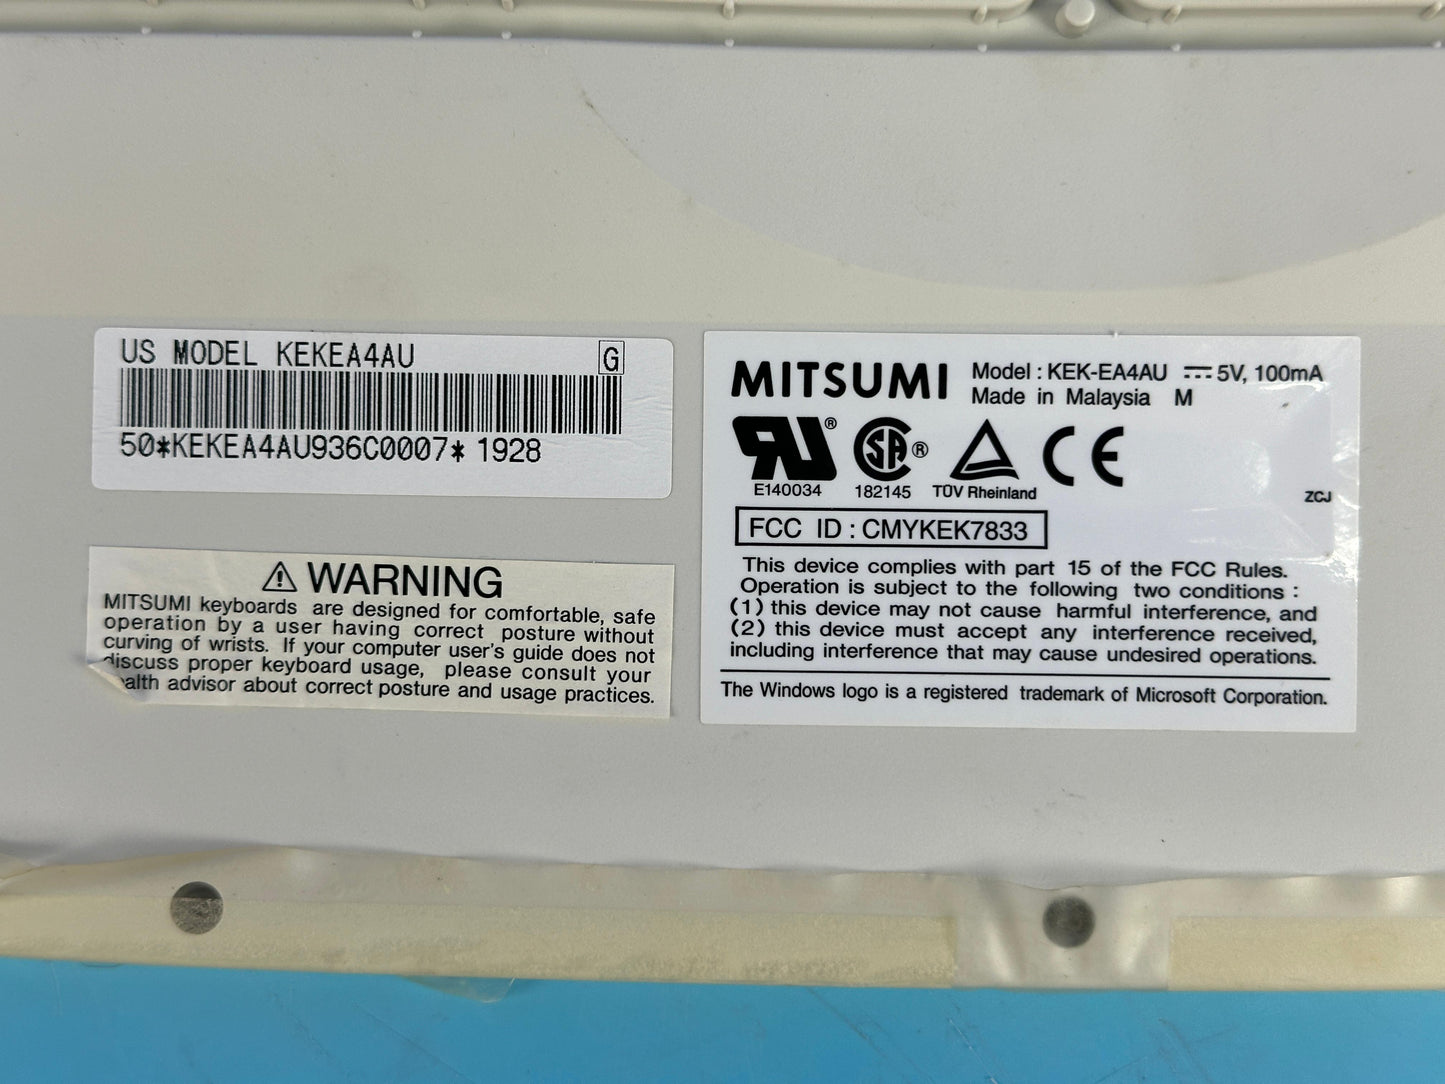 US MODEL KEKEA4AU G
50*KEKEA4AU936C0007* 1928
WARNING
MITSUMI keyboards are designed for comfortable, safe
operation by a user having correct posture without
curving of wrists. If your computer user's guide does not
discuss proper keyboard usage, please consult your
alth advisor about correct posture and usage practices.
MITSUMI
Model : KEK-EA4AU 5V, 100mA
Made in Malaysia M
RU®
SA®
CE
E140034
182145
TÜV Rheinland
ZCJ
FCC ID : CMYKEK7833
This device complies with part 15 of the FCC Rules.
Operation is subject to the following two conditions :
(1) this device may not cause harmful interference, and
(2) this device must accept any interference received,
including interference that may cause undesired operations.
The Windows logo is a registered trademark of Microsoft Corporation.